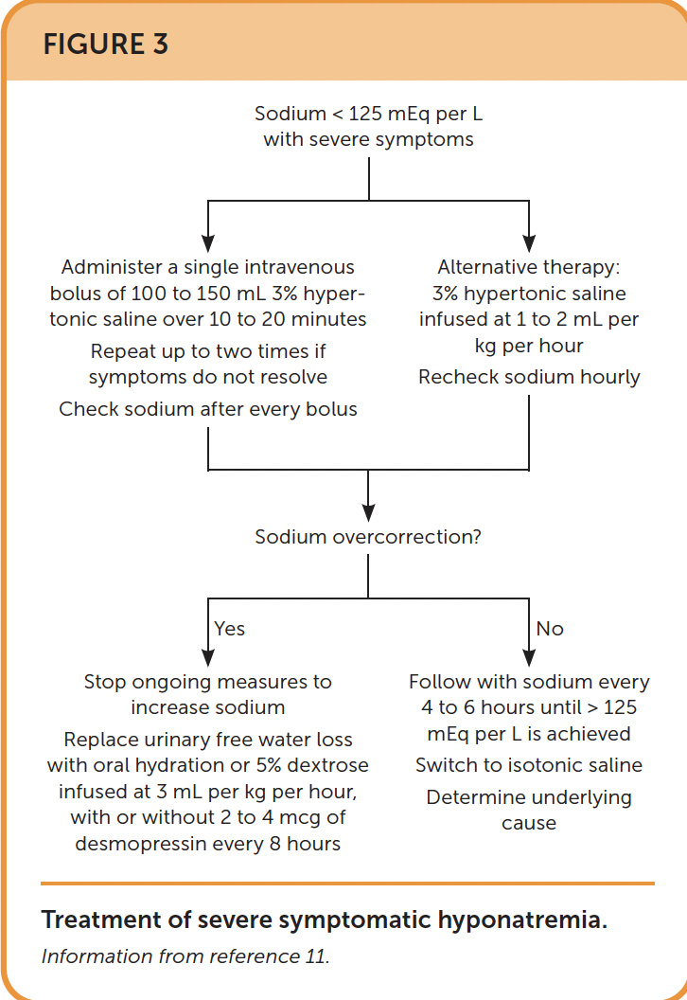 FIGURE 3
Sodium < 125 mEq per L
with severe symptoms
Administer a single intravenous
bolus of 100 to 150 mL 3% hyper-
tonic saline over 10 to 20 minutes
Repeat up to two times if
symptoms do not resolve
Check sodium after every bolus
Alternative therapy:
3% hypertonic saline
infused at 1 to 2 mL per
kg per hour
Recheck sodium hourly
Sodium overcorrection?
Yes
Stop ongoing measures to
increase sodium
Replace urinary free water loss
with oral hydration or 5% dextrose
infused at 3 mL per kg per hour,
with or without 2 to 4 mcg of
desmopressin every 8 hours
No
Follow with sodium every
4 to 6 hours until > 125
mEq per L is achieved
Switch to isotonic saline
Determine underlying
cause
Treatment of severe symptomatic hyponatremia.
Information from reference 11.